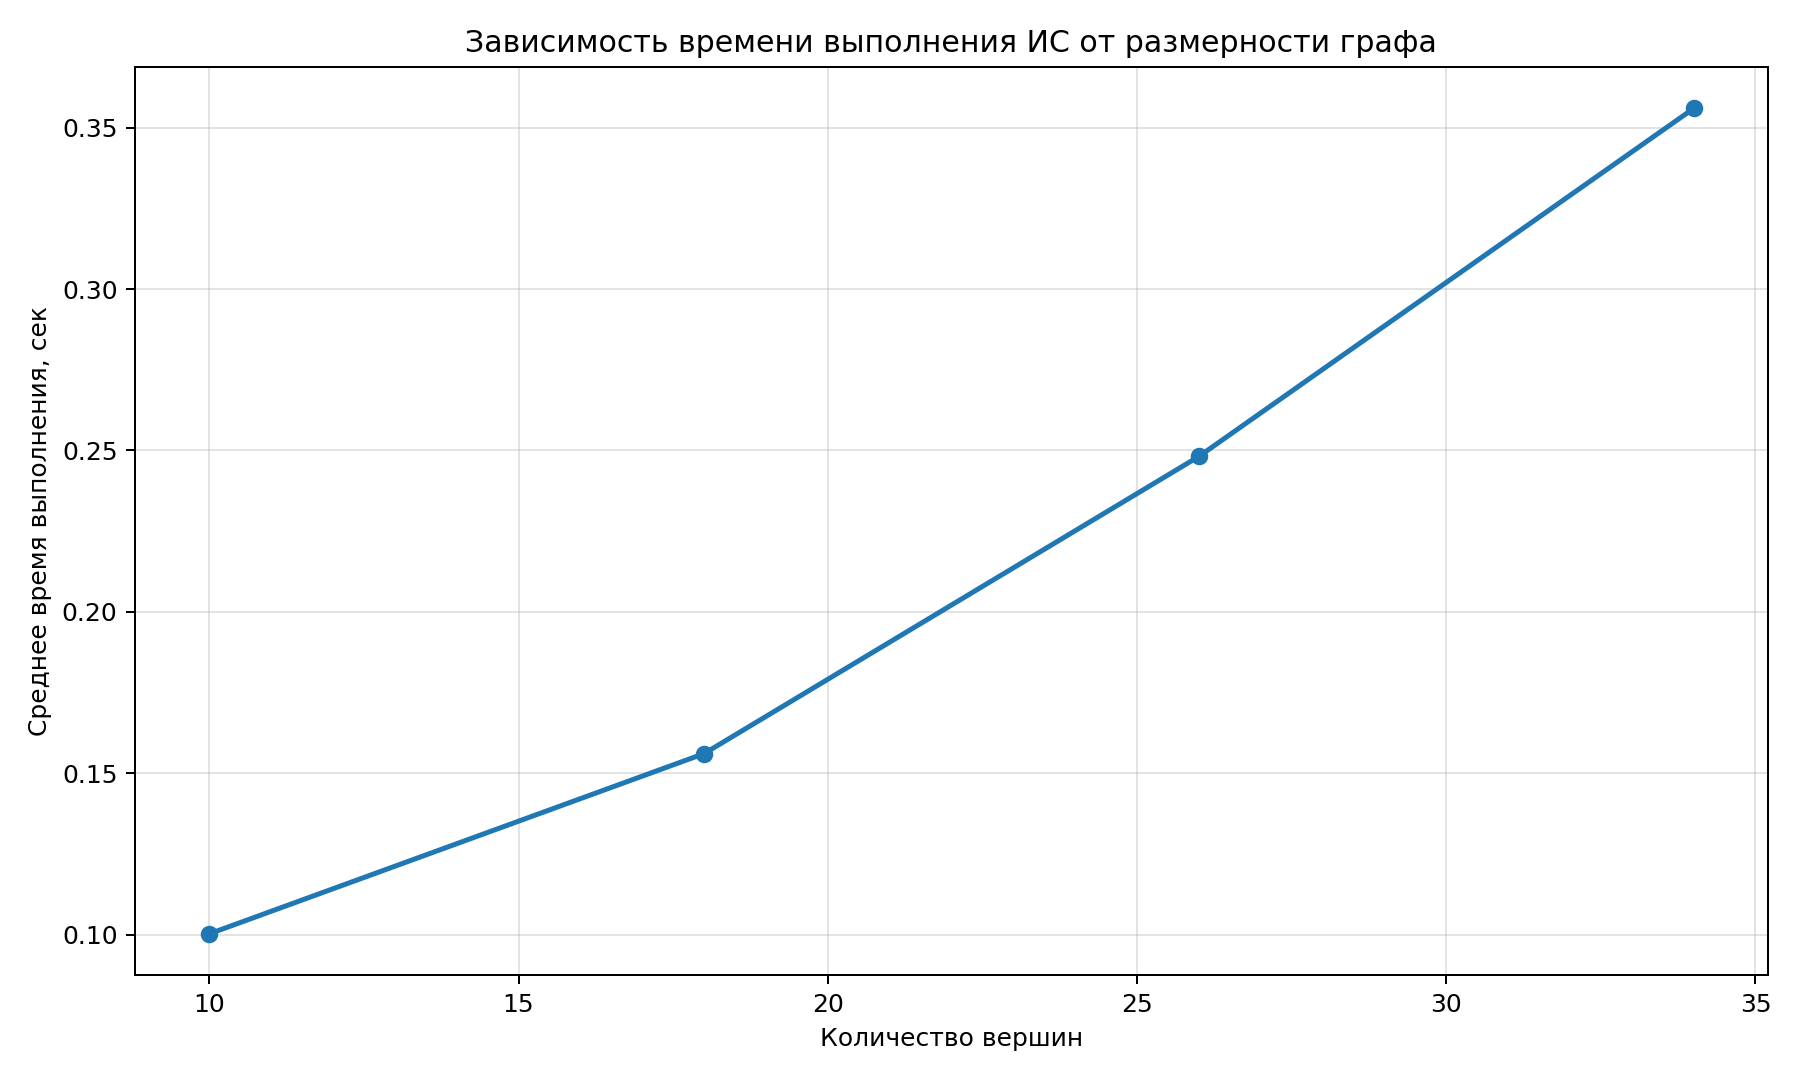 Зависимость времени выполнения ИС от размерности графа
Среднее время выполнения, сек
0.35
0.30
0.25
0.20
0.15
0.10
10 15 20 25 30 35
Количество вершин